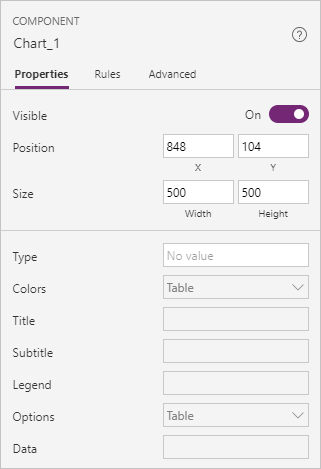 COMPONENT
Chart_1
?
Properties Rules Advanced
Visible On
Position 848 104
X Y
Size 500 500
Width Height
Type No value
Colors Table
Title
Subtitle
Legend
Options Table
Data